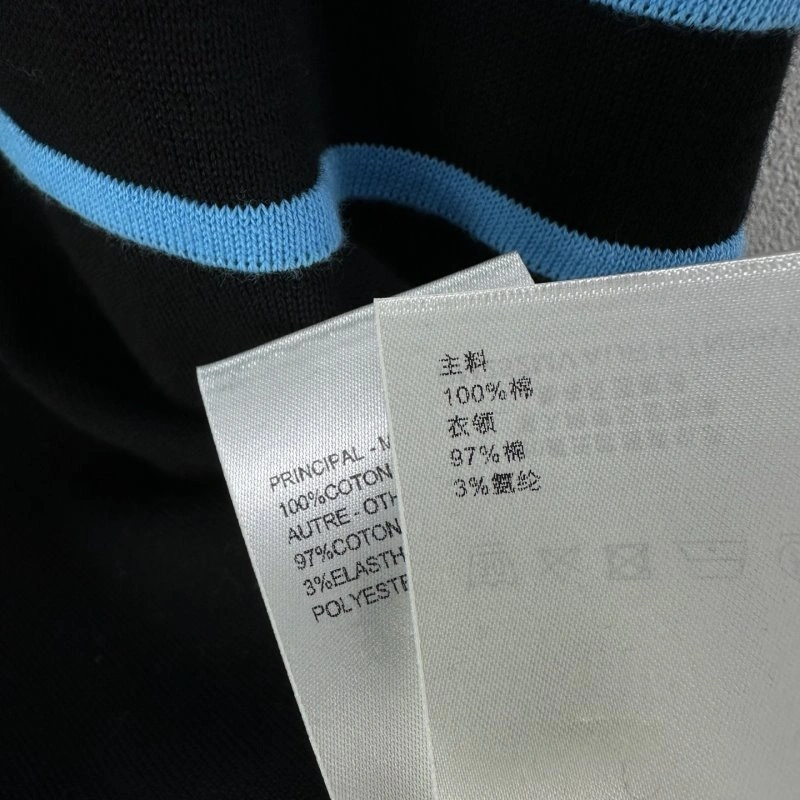 PRINCIPAL - M
100%COTON
AUTRE - OTH
97%COTON
3%ELASTH
POLYESTE
主料
100%棉
衣领
97%棉
3%氨纶